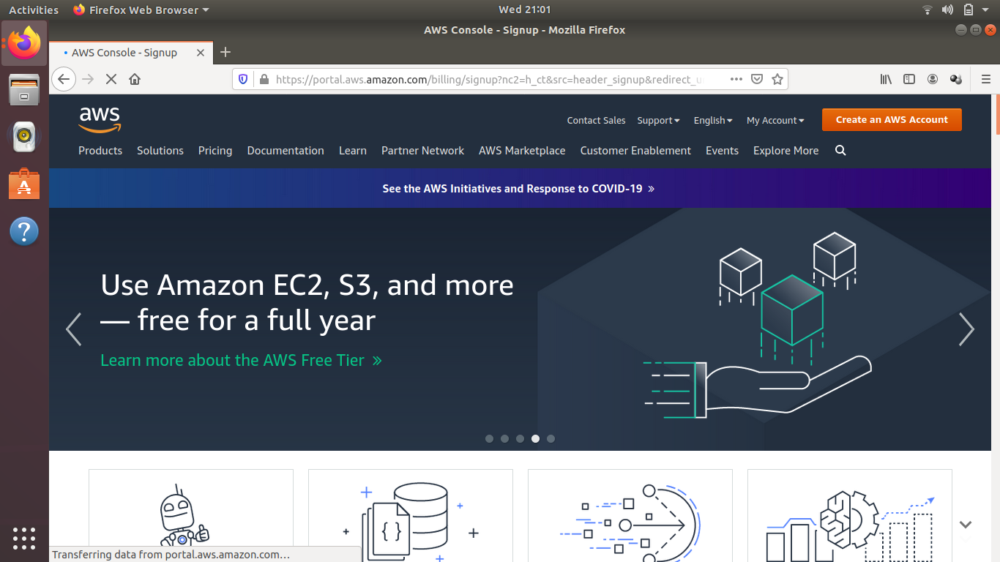 Activities Firefox Web Browser Wed 21:01
AWS Console - Signup - Mozilla Firefox
AWS Console - Signup
https://portal.aws.amazon.com/billing/signup?nc2=h_ct&src=header_signup&redirect_u
aws
Contact Sales Support English My Account Create an AWS Account
Products Solutions Pricing Documentation Learn Partner Network AWS Marketplace Customer Enablement Events Explore More
See the AWS Initiatives and Response to COVID-19 »
Use Amazon EC2, S3, and more
— free for a full year
Learn more about the AWS Free Tier »
{ }
Transferring data from portal.aws.amazon.com…